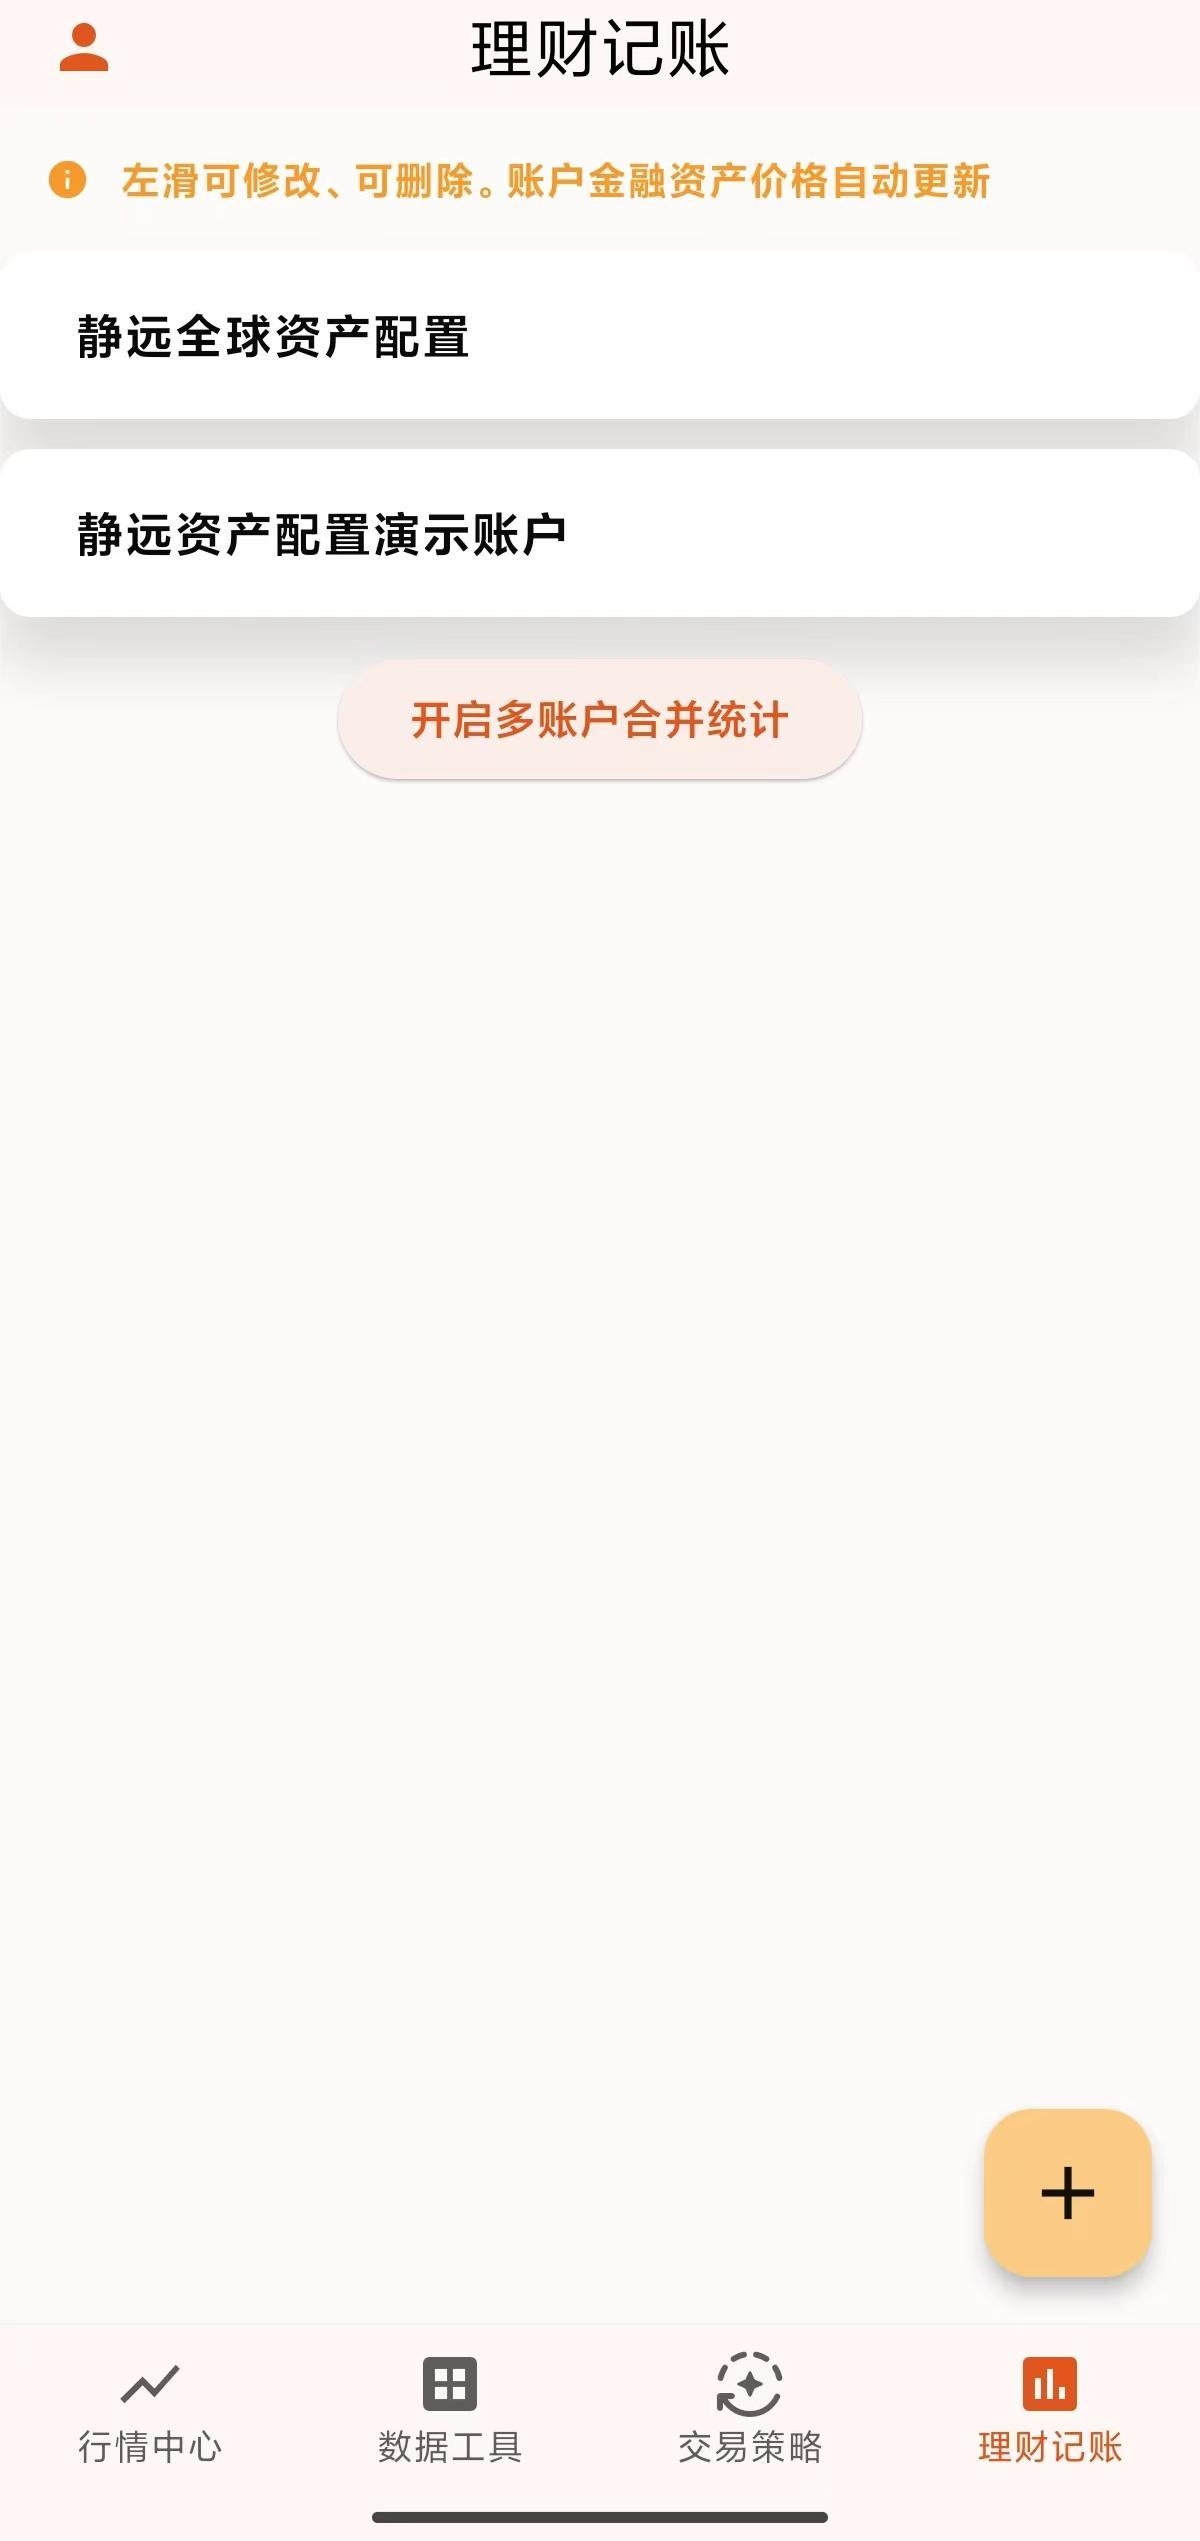 理财记账
左滑可修改、可删除。账户金融资产价格自动更新
静远全球资产配置
静远资产配置演示账户
开启多账户合并统计
行情中心
数据工具
交易策略
理财记账